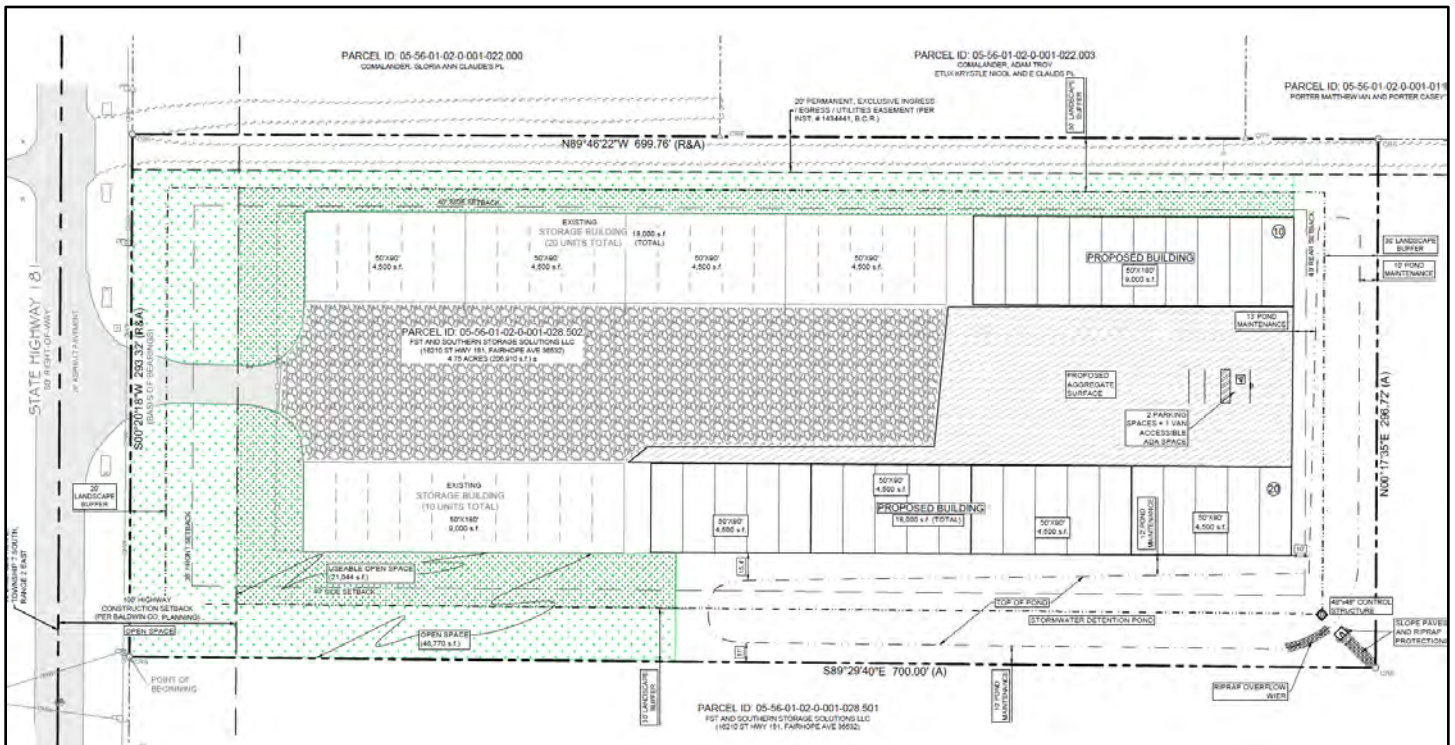 PARCEL ID: 05-56-01-02-0-001-022.000
COMALANDER, GLORIA ANN CLAUDES PL
PARCEL ID: 05-56-01-02-0-001-022.003
COMALANDER, ADAM TROY
ETUX KRYSTLE NICOL AND E CLAUDS PL
PARCEL ID: 05-56-01-02-0-001-01
PORTER MATTHEW IAN AND PORTER CASEY
20' PERMANENT, EXCLUSIVE INGRESS
/ EGRESS / UTILITIES EASEMENT (PER
INST. # 1494441, B.C.R.)
30' LANDSCAPE
BUFFER
N89°46'22"W 699.76' (R&A)
40' SIDE SETBACK
EXISTING
STORAGE BUILDING
(20 UNITS TOTAL)
18,000 s.f.
(TOTAL)
50'X90'
4,500 s.f.
50'X90'
4,500 s.f.
50'X90'
4,500 s.f.
50'X90'
4,500 s.f.
PROPOSED BUILDING
50'X180'
9,000 s.f.
10
40' REAR SETBACK
30' LANDSCAPE
BUFFER
10' POND
MAINTENANCE
13' POND
MAINTENANCE
STATE HIGHWAY 181
80' RIGHT-OF-WAY
ASPHALT PAVEMENT
S00°20'18"W 293.32' (R&A)
(BASIS OF BEARINGS)
PARCEL ID: 05-56-01-02-0-001-028.502
FST AND SOUTHERN STORAGE SOLUTIONS LLC
(16210 ST HWY 181, FAIRHOPE AVE 36532)
4.75 ACRES (206,910 s.f.) ±
PROPOSED
AGGREGATE
SURFACE
2 PARKING
SPACES + 1 VAN
ACCESSIBLE
ADA SPACE
N00°17'35"E 296.72' (A)
20'
LANDSCAPE
BUFFER
FRONT SETBACK
EXISTING
STORAGE BUILDING
(10 UNITS TOTAL)
50'X180'
9,000 s.f.
50'X90'
4,500 s.f.
50'X90'
4,500 s.f.
PROPOSED BUILDING
18,000 s.f. (TOTAL)
50'X90'
4,500 s.f.
12' POND
MAINTENANCE
50'X90'
4,500 s.f.
20
10'
TOWNSHIP 7 SOUTH,
RANGE 2 EAST
USEABLE OPEN SPACE
(21,044 s.f.)
SIDE SETBACK
100' HIGHWAY
CONSTRUCTION SETBACK
(PER BALDWIN CO. PLANNING)
OPEN SPACE
OPEN SPACE
(46,770 s.f.)
TOP OF POND
STORMWATER DETENTION POND
48"x48" CONTROL
STRUCTURE
SLOPE PAVED
AND RIPRAP
PROTECTION
POINT OF
BEGINNING
S89°29'40"E 700.00' (A)
30' LANDSCAPE
BUFFER
10' POND
MAINTENANCE
RIPRAP OVERFLOW
WIER
PARCEL ID: 05-56-01-02-0-001-028.501
FST AND SOUTHERN STORAGE SOLUTIONS LLC
(16210 ST HWY 181, FAIRHOPE AVE 36532)